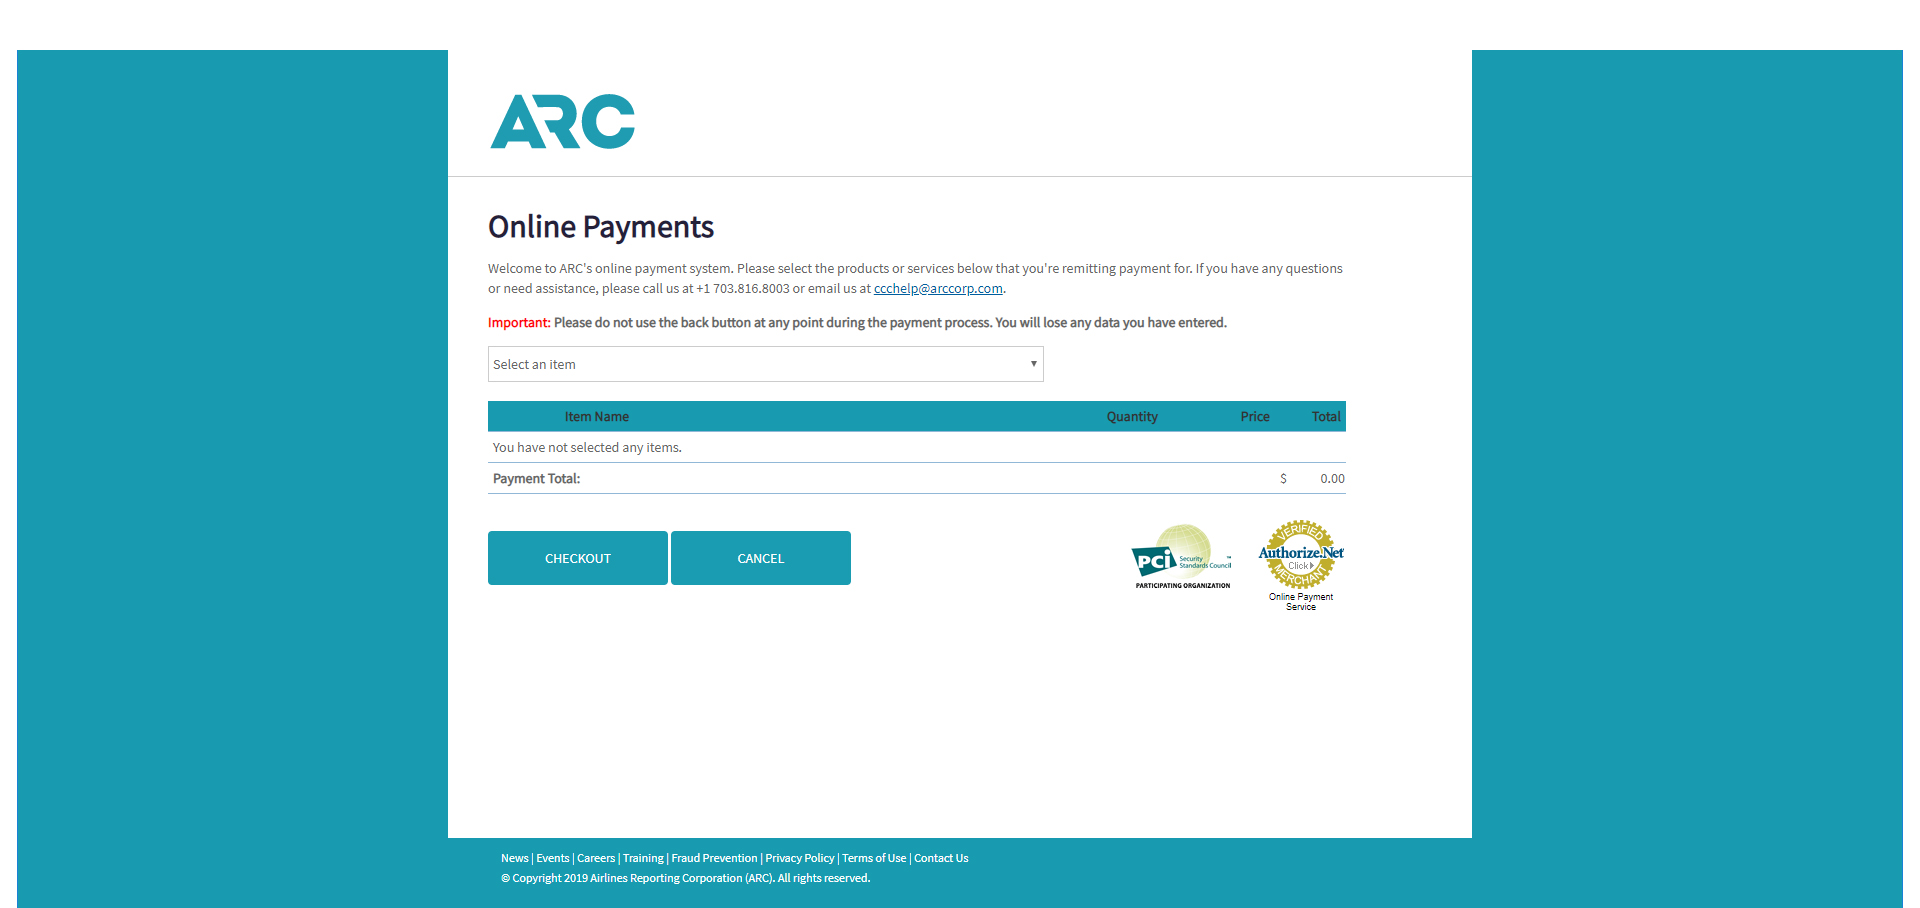 ARC
Online Payments
Welcome to ARC's online payment system. Please select the products or services below that you're remitting payment for. If you have any questions
or need assistance, please call us at +1 703.816.8003 or email us at ccchelp@arccorp.com.
Important: Please do not use the back button at any point during the payment process. You will lose any data you have entered.
Select an item
Item Name Quantity Price Total
You have not selected any items.
Payment Total: $ 0.00
CHECKOUT CANCEL
PCi Security
Standards Council ™
PARTICIPATING ORGANIZATION
VERIFIED
Authorize.Net
Click
MERCHANT
Online Payment
Service
News | Events | Careers | Training | Fraud Prevention | Privacy Policy | Terms of Use | Contact Us
© Copyright 2019 Airlines Reporting Corporation (ARC). All rights reserved.